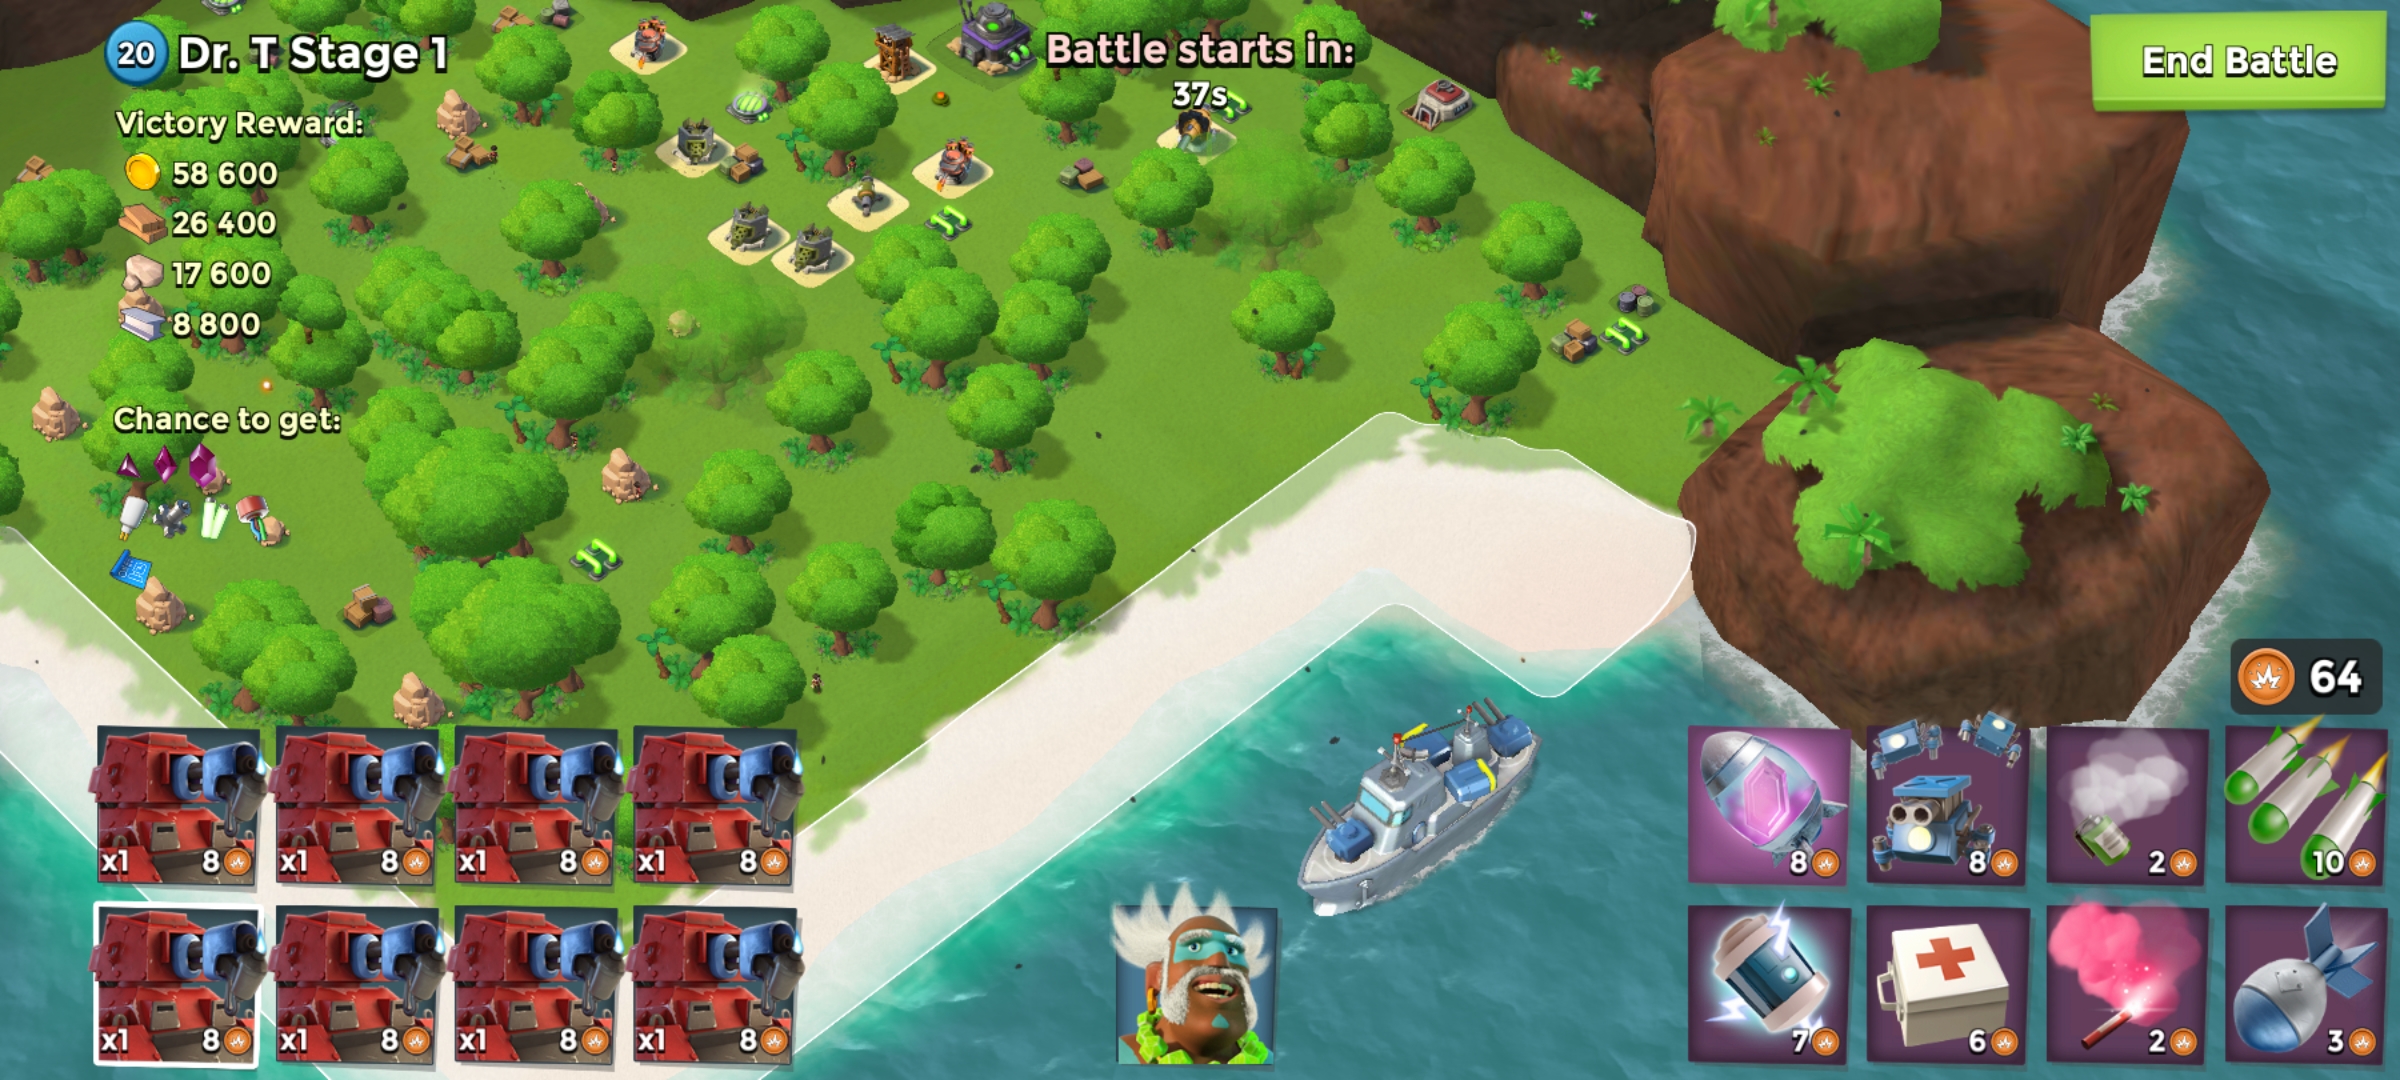 20 Dr. T Stage 1
Battle starts in:
37s
End Battle
Victory Reward:
58 600
26 400
17 600
8 800
Chance to get:
64
x1 8
x1 8
x1 8
x1 8
8
8
2
10
x1 8
x1 8
x1 8
x1 8
7
6
2
3